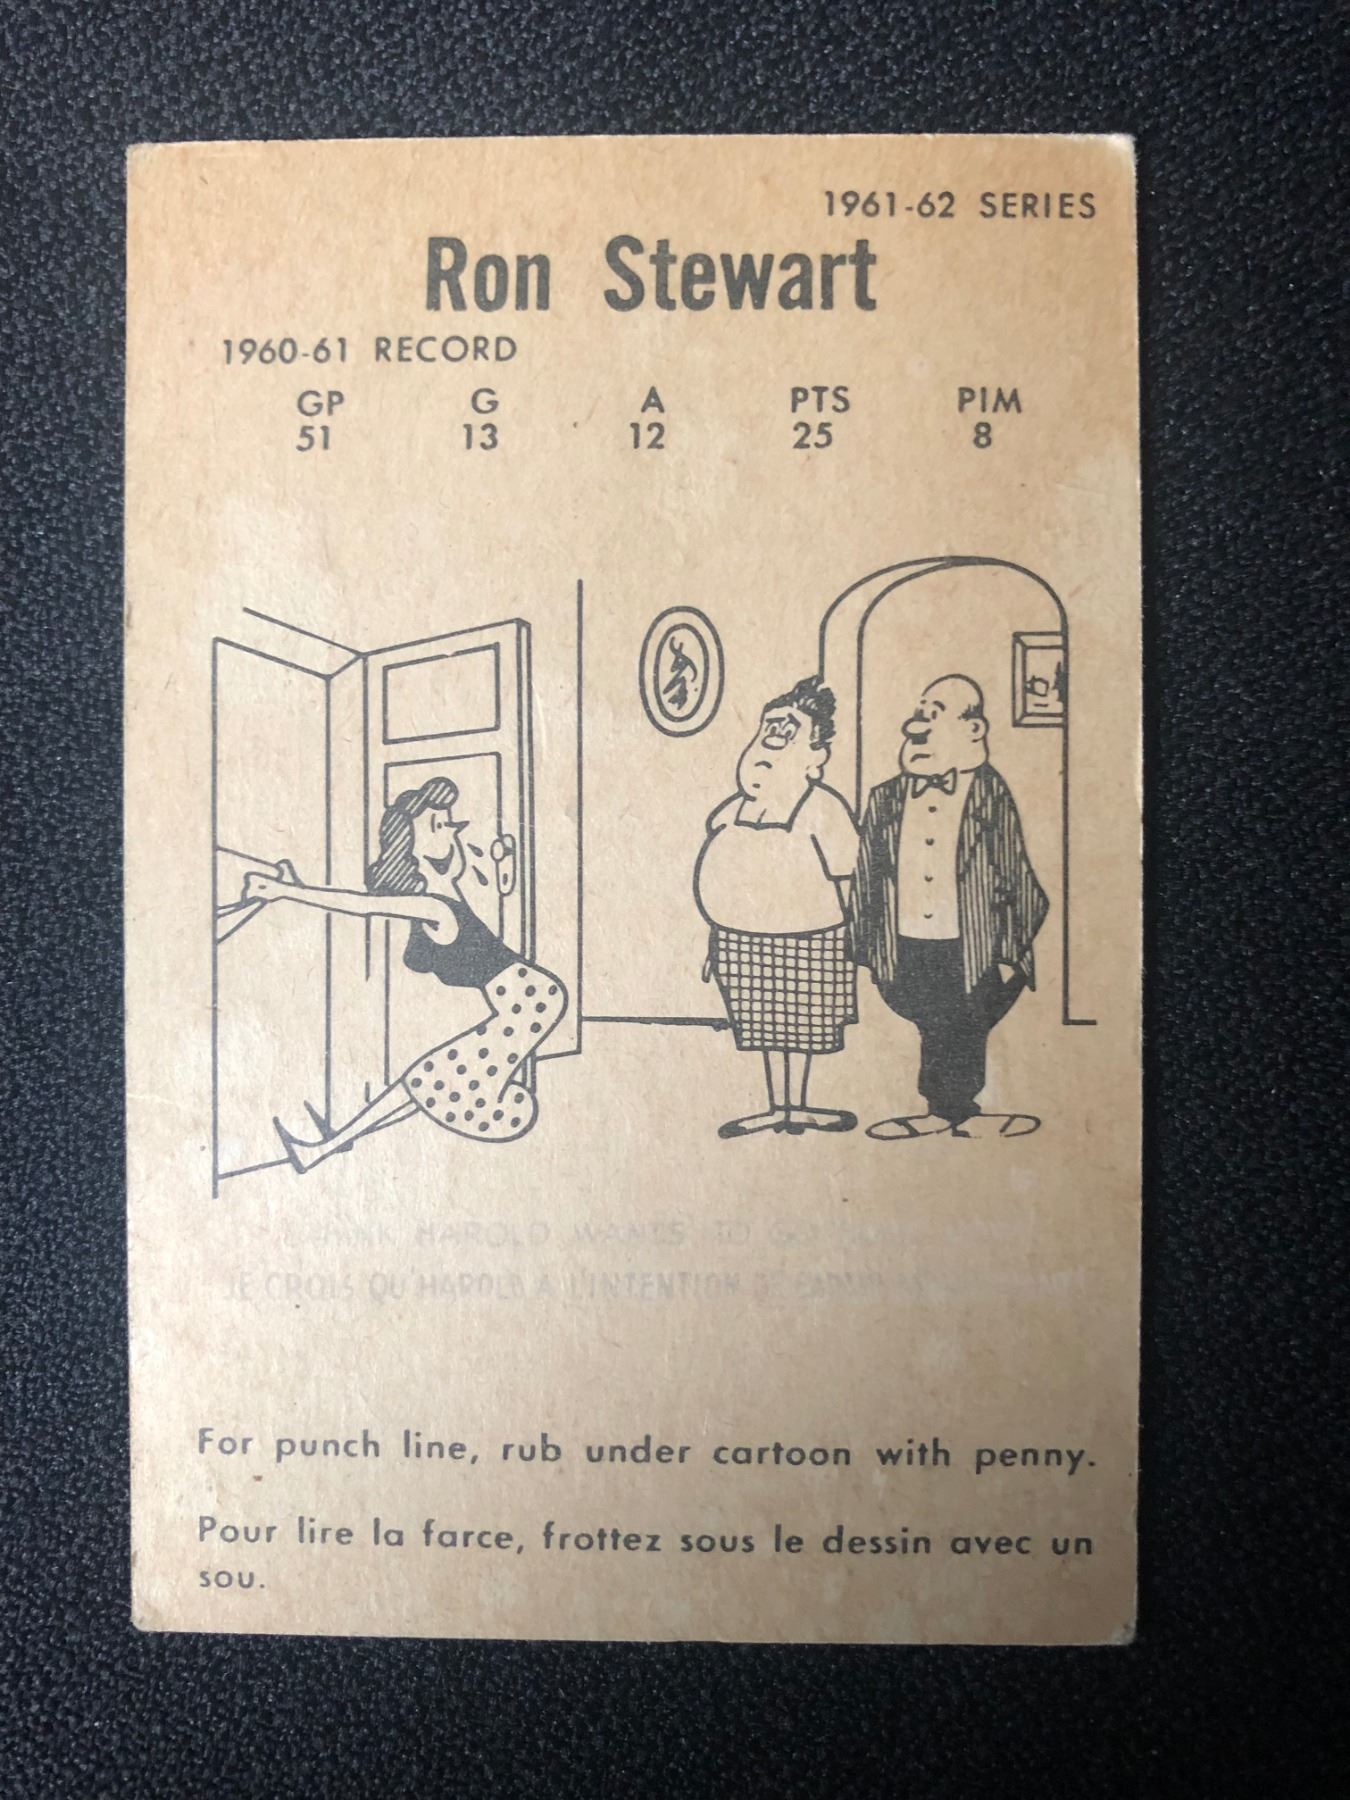 1961-62 SERIES
Ron Stewart
1960-61 RECORD
GP G A PTS PIM
51 13 12 25 8
HAROLD WANTS TO GO
JE CROIS QU'HAROLD A L'INTENTION DE
For punch line, rub under cartoon with penny.
Pour lire la farce, frottez sous le dessin avec un
sou.